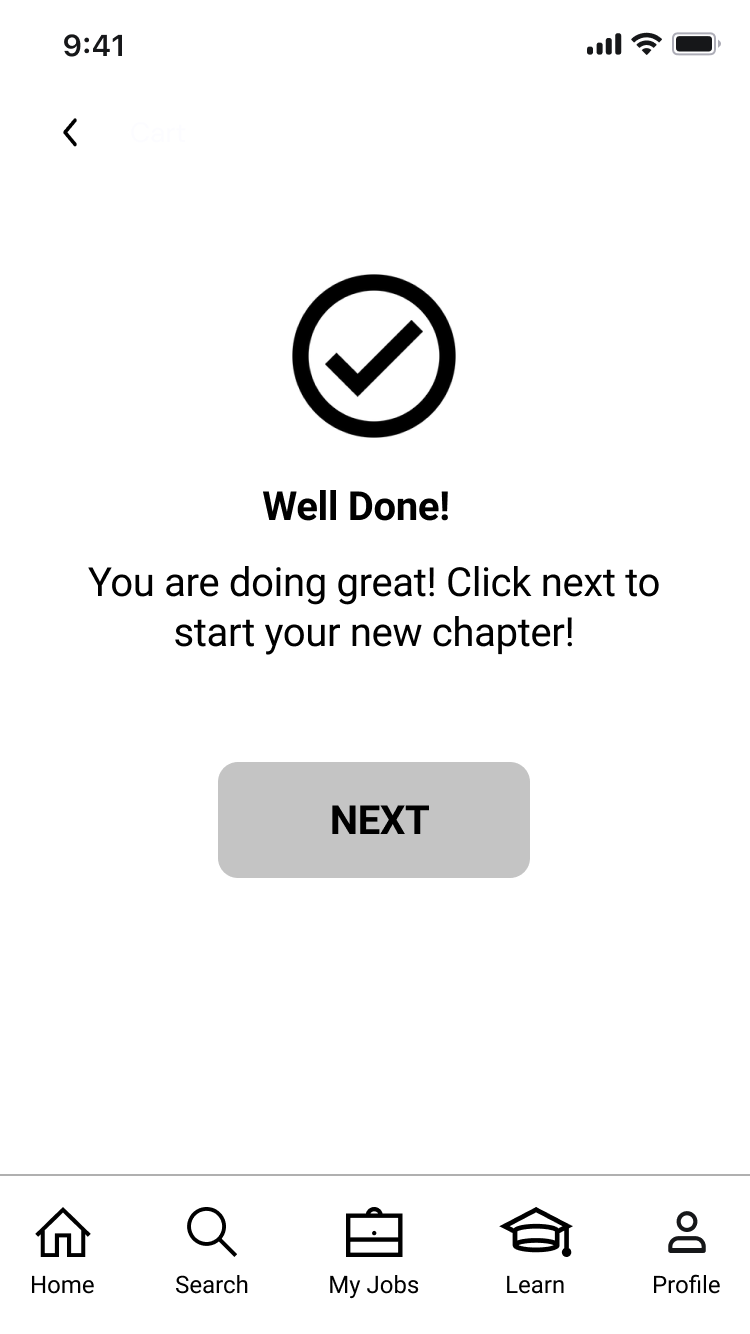 9:41
Cart
Well Done!
You are doing great! Click next to
start your new chapter!
NEXT
Home
Search
My Jobs
Learn
Profile